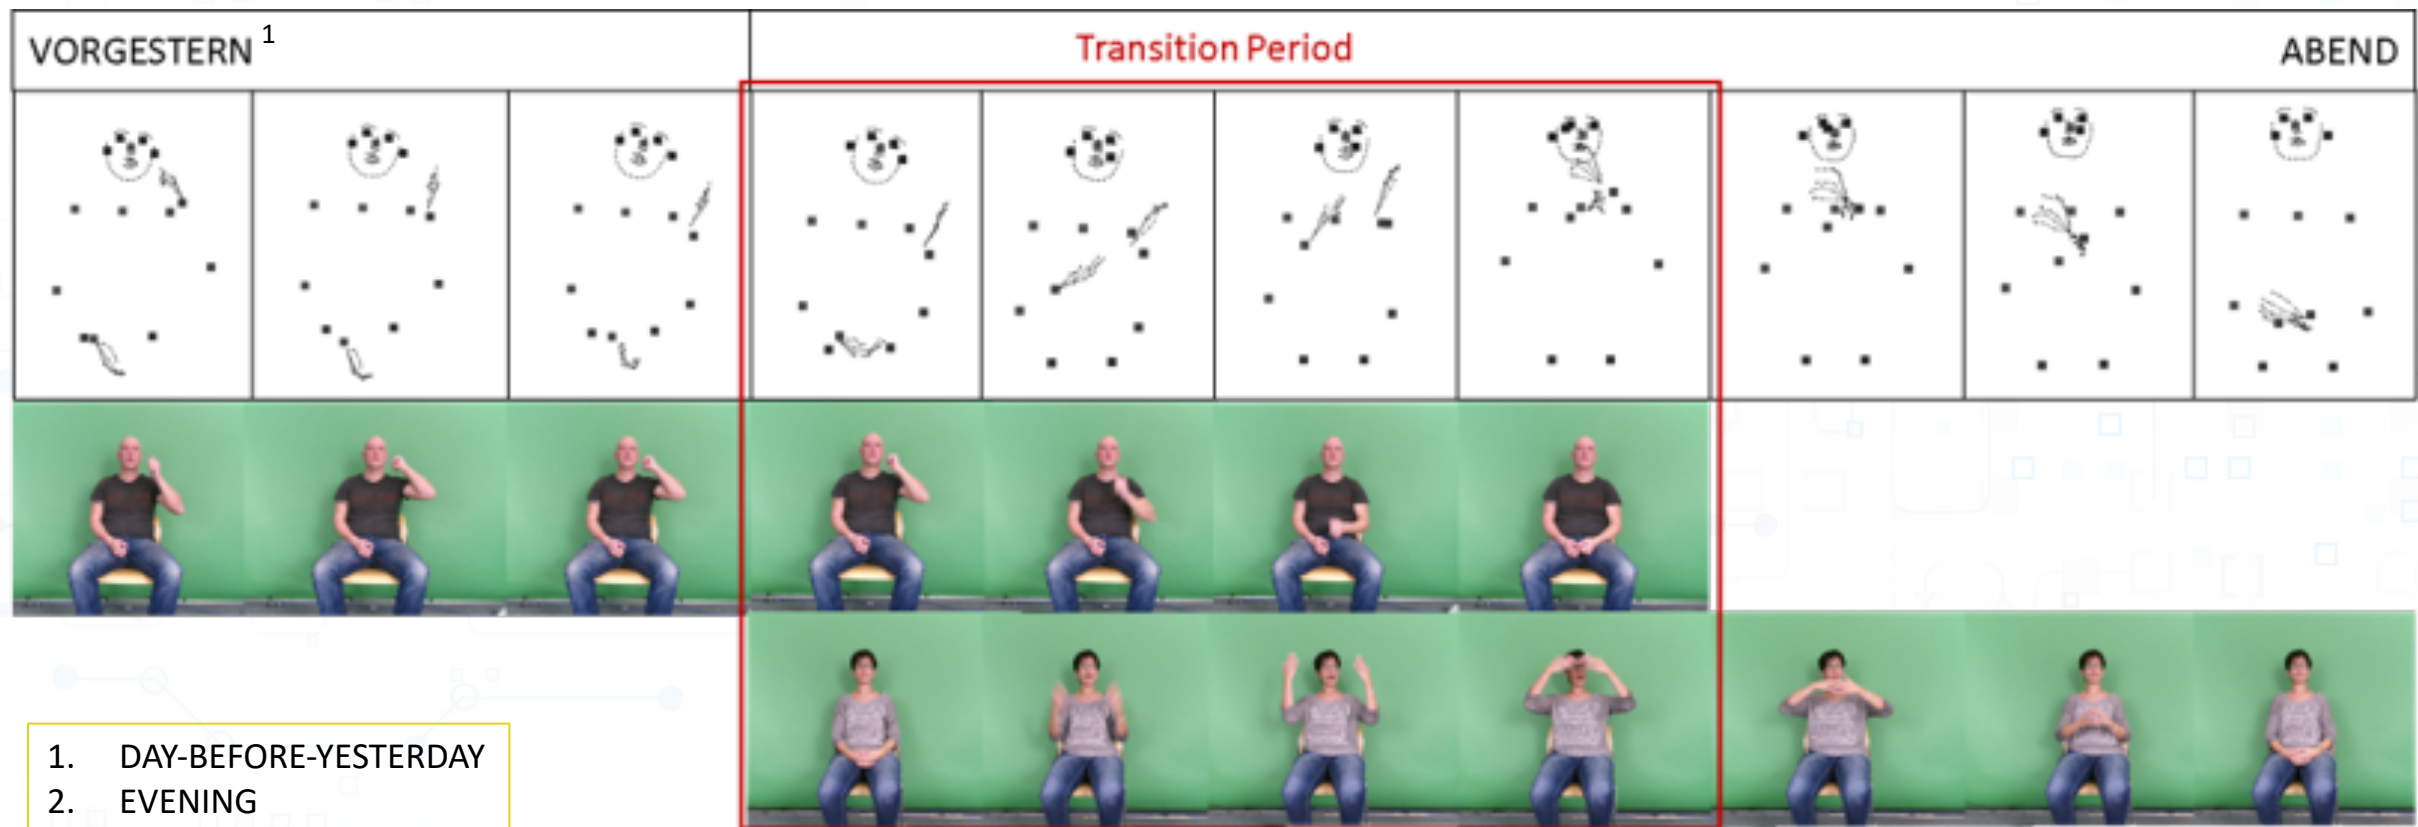 VORGESTERN 1
Transition Period
ABEND
1. DAY-BEFORE-YESTERDAY
2. EVENING